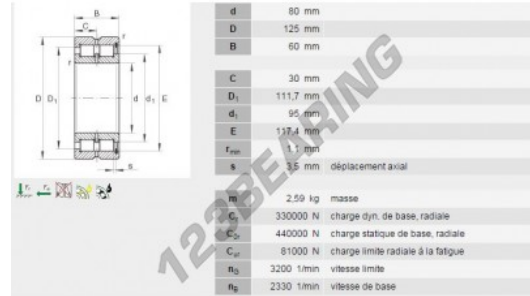 B
C
r
r
D D₁ d d₁ E
s
d 80 mm
D 125 mm
B 60 mm
C 30 mm
D₁ 111,7 mm
d₁ 95 mm
E 117,4 mm
rmin 1,1 mm
s 3,5 mm déplacement axial
m 2,59 kg masse
Cr 330000 N charge dyn. de base, radiale
C0r 440000 N charge statique de base, radiale
Cur 81000 N charge limite radiale à la fatigue
nG 3200 1/min vitesse limite
nB 2330 1/min vitesse de base
123BEARING